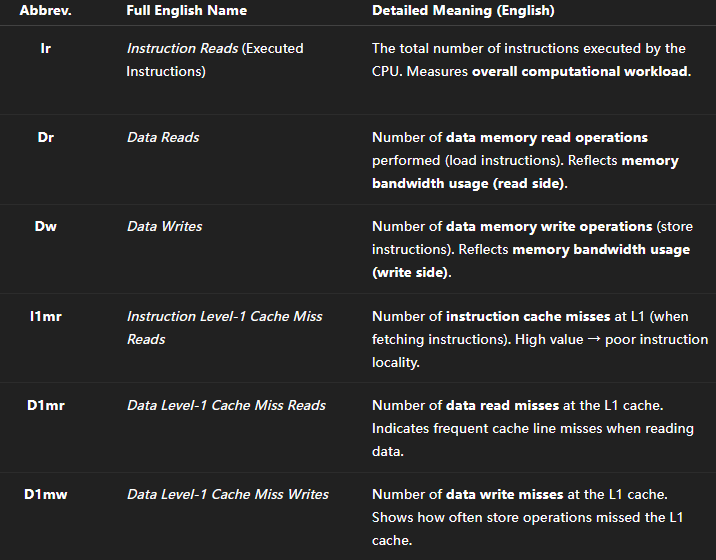 Abbrev. Full English Name Detailed Meaning (English)
Ir Instruction Reads (Executed The total number of instructions executed by the
Instructions) CPU. Measures overall computational workload.
Dr Data Reads Number of data memory read operations
performed (load instructions). Reflects memory
bandwidth usage (read side).
Dw Data Writes Number of data memory write operations (store
instructions). Reflects memory bandwidth usage
(write side).
I1mr Instruction Level-1 Cache Miss Number of instruction cache misses at L1 (when
Reads fetching instructions). High value → poor instruction
locality.
D1mr Data Level-1 Cache Miss Reads Number of data read misses at the L1 cache.
Indicates frequent cache line misses when reading
data.
D1mw Data Level-1 Cache Miss Writes Number of data write misses at the L1 cache.
Shows how often store operations missed the L1
cache.